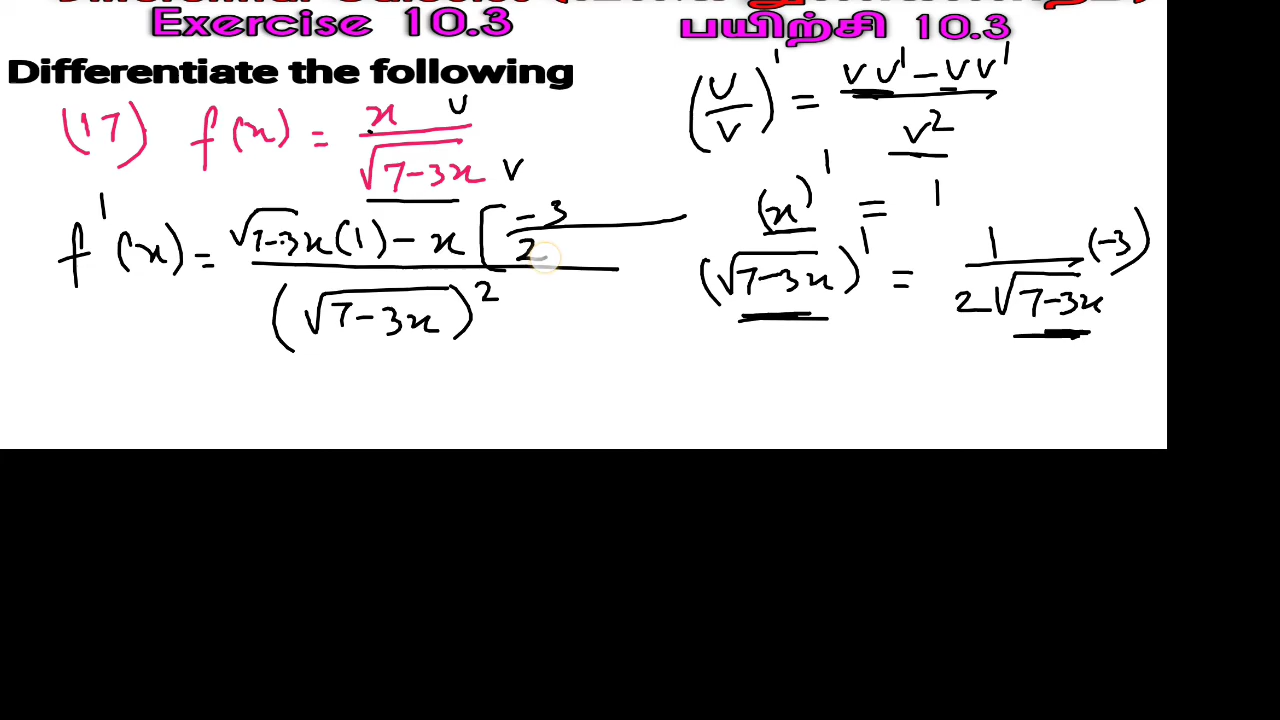 Exercise 10.3
பயிற்சி 10.3
Differentiate the following
(u/v)' = (vu' - uv')/v²
(17) f(x) = x/√(7-3x)
u
v
(x)' = 1
f'(x) = (√7-3x(1) - x[-3/2
(√7-3x)²
(√7-3x)' = 1/(2√7-3x) (-3)